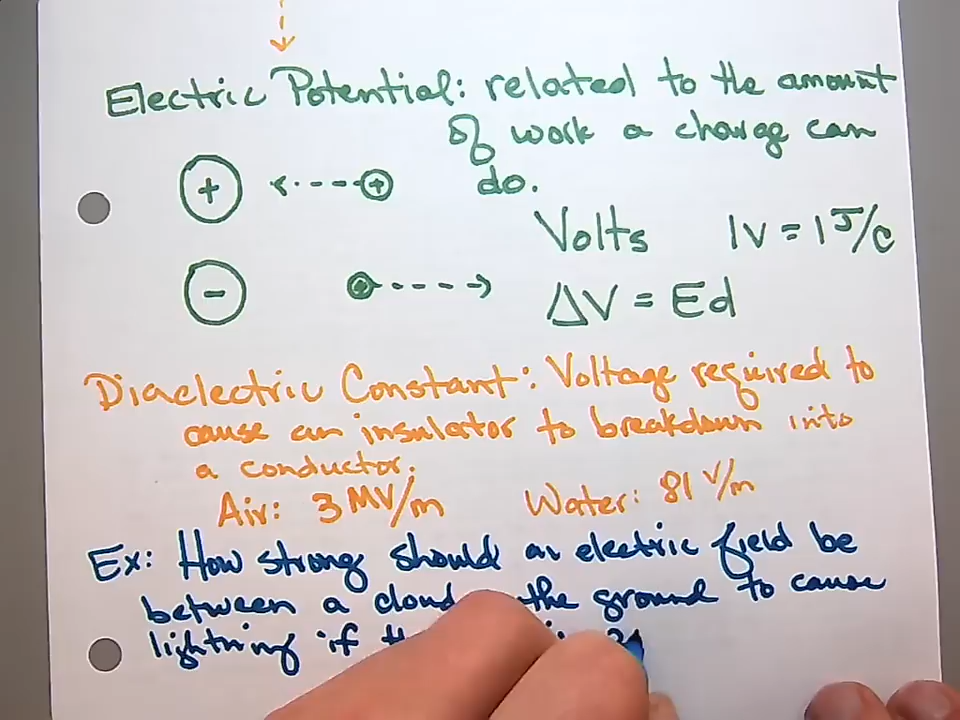 Electric Potential: related to the amount
of work a charge can
do.
+ +
Volts 1V = 1 J/C
-
ΔV = Ed
Diaelectric Constant: Voltage required to
cause an insulator to breakdown into
a conductor.
Air: 3 MV/m Water: 81 V/m
Ex: How strong should an electric field be
between a cloud the ground to cause
lightning if